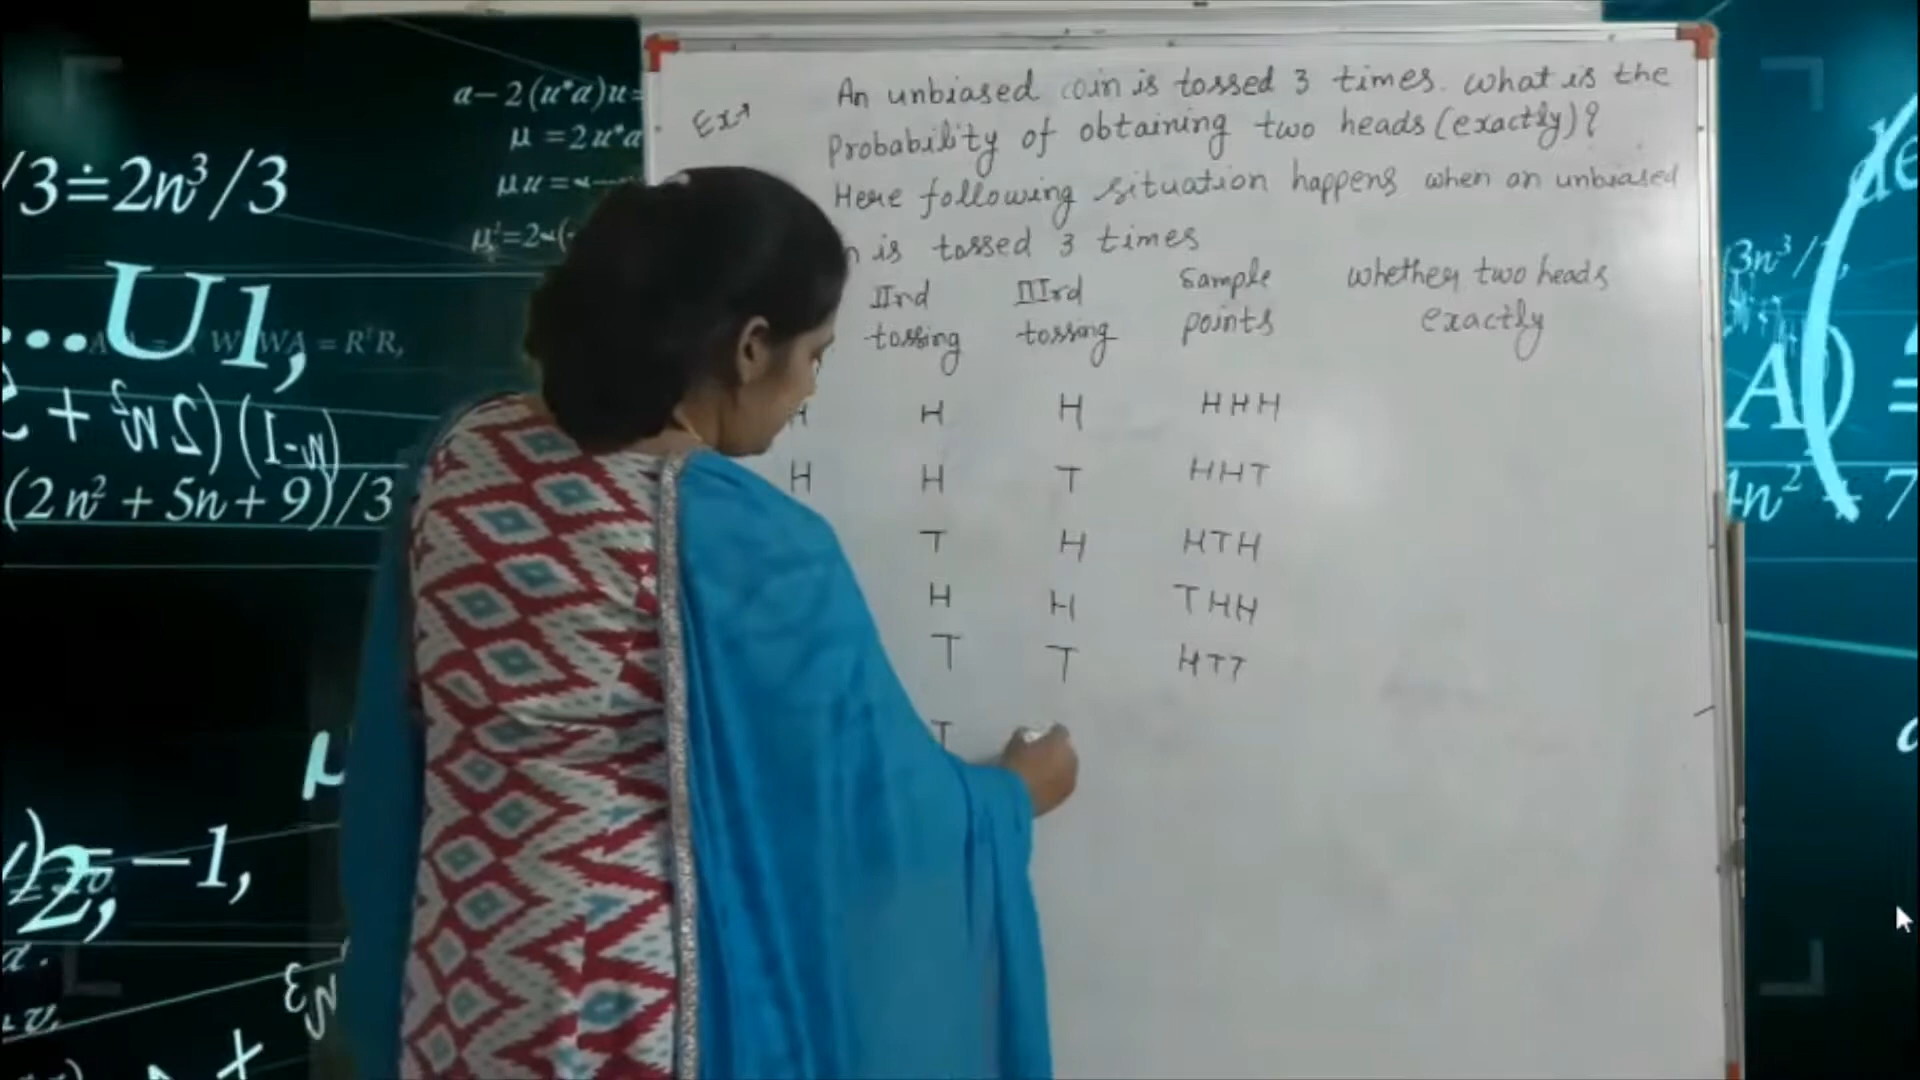 a-2(u*a)u=
μ=2u*a
/3÷2n³/3
...U1,
WA = RᵗR,
(2n²+5n+9)/3
=-1,
Ex→ An unbiased coin is tossed 3 times. What is the
Probability of obtaining two heads (exactly)?
Here following situation happens when an unbiased
n is tossed 3 times
IInd tossing IIIrd tossing Sample points whether two heads exactly
H H H HHH
H H T HHT
T H HTH
H H THH
T T HTT
T